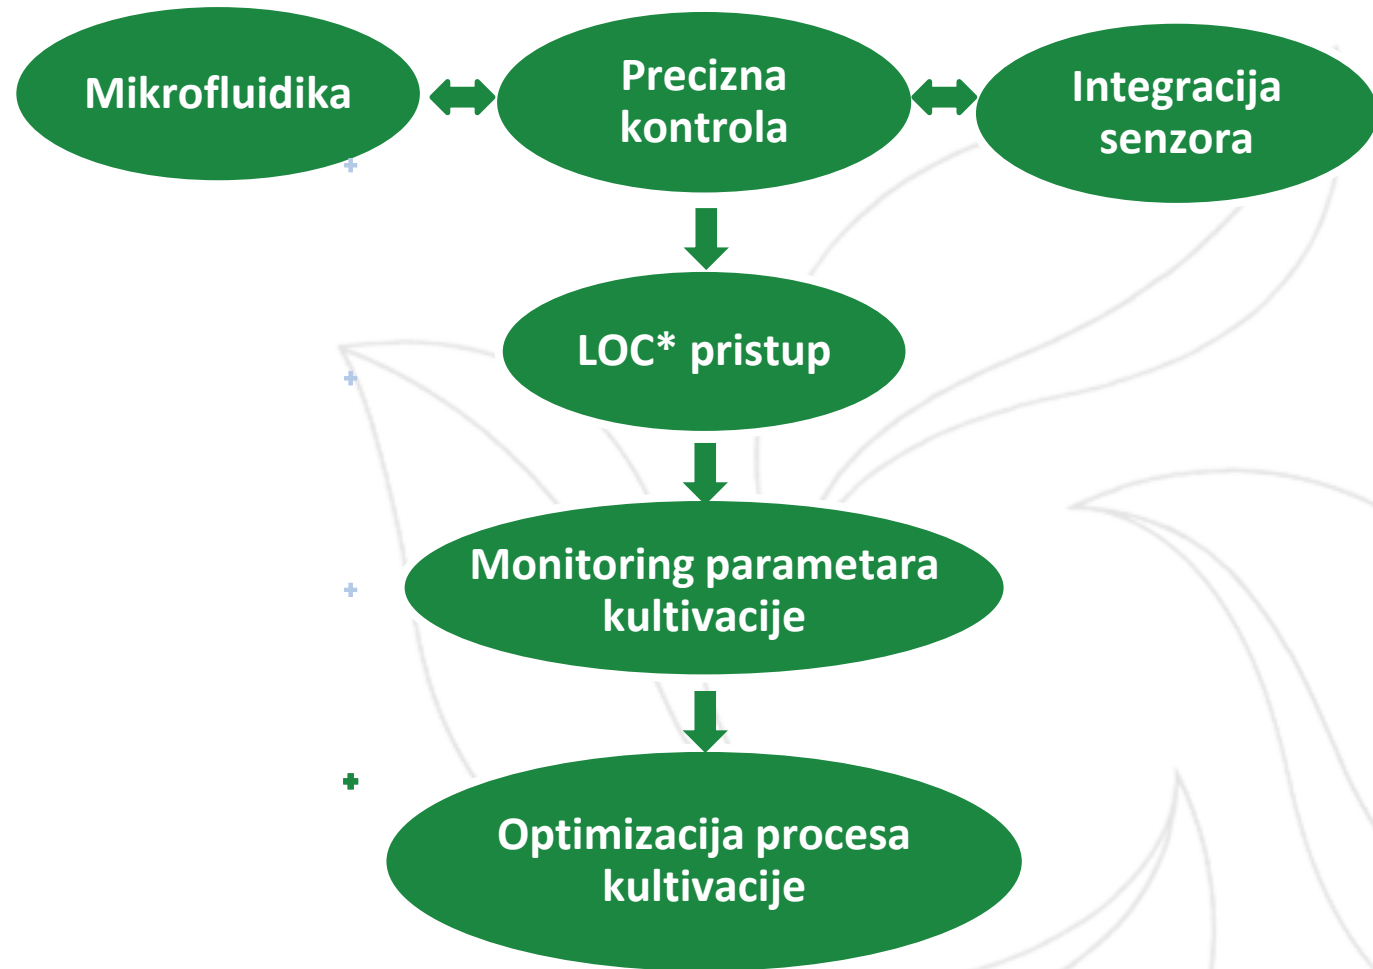 Mikrofluidika
Precizna
kontrola
Integracija
senzora
LOC* pristup
Monitoring parametara
kultivacije
Optimizacija procesa
kultivacije